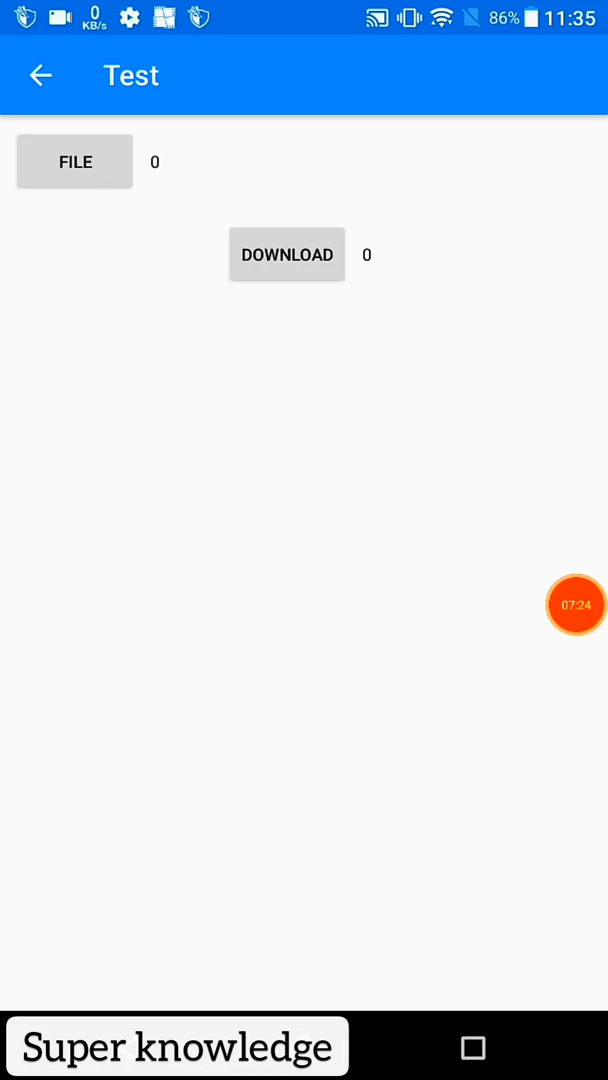 0
KB/s
86%
11:35
Test
FILE 0
DOWNLOAD 0
07:24
Super knowledge